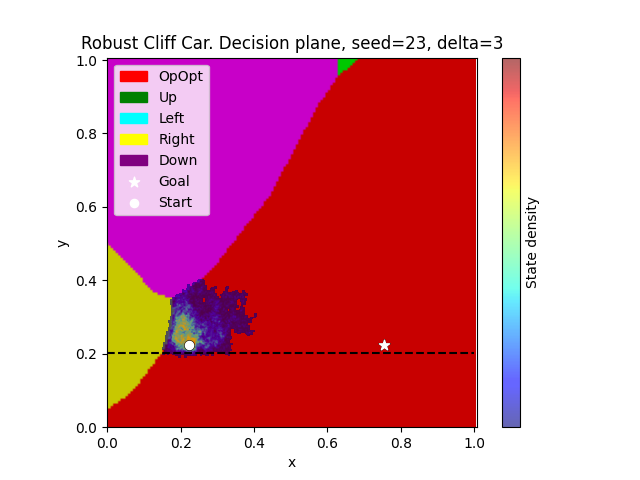 Robust Cliff Car. Decision plane, seed=23, delta=3
1.0
0.8
0.6
0.4
0.2
0.0
y
OpOpt
Up
Left
Right
Down
Goal
Start
0.0 0.2 0.4 0.6 0.8 1.0
x
State density